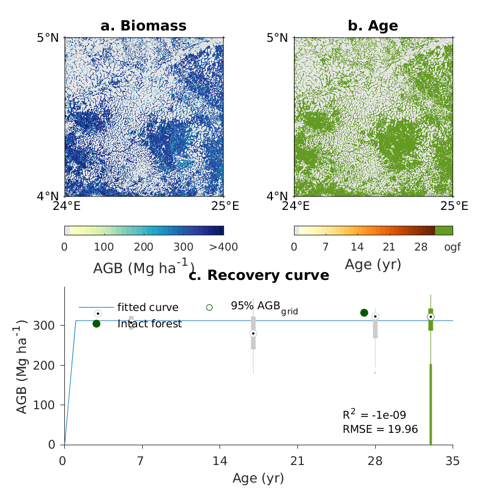 a. Biomass
b. Age
5°N
4°N
24°E
25°E
5°N
4°N
24°E
25°E
0 100 200 300 >400
AGB (Mg ha⁻¹)
0 7 14 21 28 ogf
Age (yr)
c. Recovery curve
fitted curve
95% AGB_grid
Intact forest
300
200
100
0
AGB (Mg ha⁻¹)
R² = -1e-09
RMSE = 19.96
0 7 14 21 28 35
Age (yr)